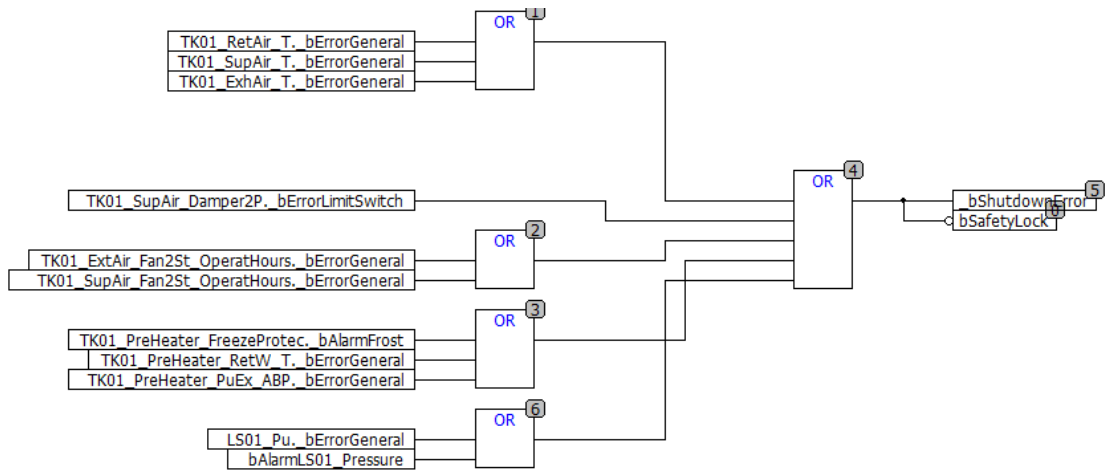 1
OR
TK01_RetAir_T._bErrorGeneral
TK01_SupAir_T._bErrorGeneral
TK01_ExhAir_T._bErrorGeneral
4
OR
TK01_SupAir_Damper2P._bErrorLimitSwitch
_bShutdownError 5
bSafetyLock 0
2
OR
TK01_ExtAir_Fan2St_OperatHours._bErrorGeneral
TK01_SupAir_Fan2St_OperatHours._bErrorGeneral
3
OR
TK01_PreHeater_FreezeProtec._bAlarmFrost
TK01_PreHeater_RetW_T._bErrorGeneral
TK01_PreHeater_PuEx_ABP._bErrorGeneral
6
OR
LS01_Pu._bErrorGeneral
bAlarmLS01_Pressure